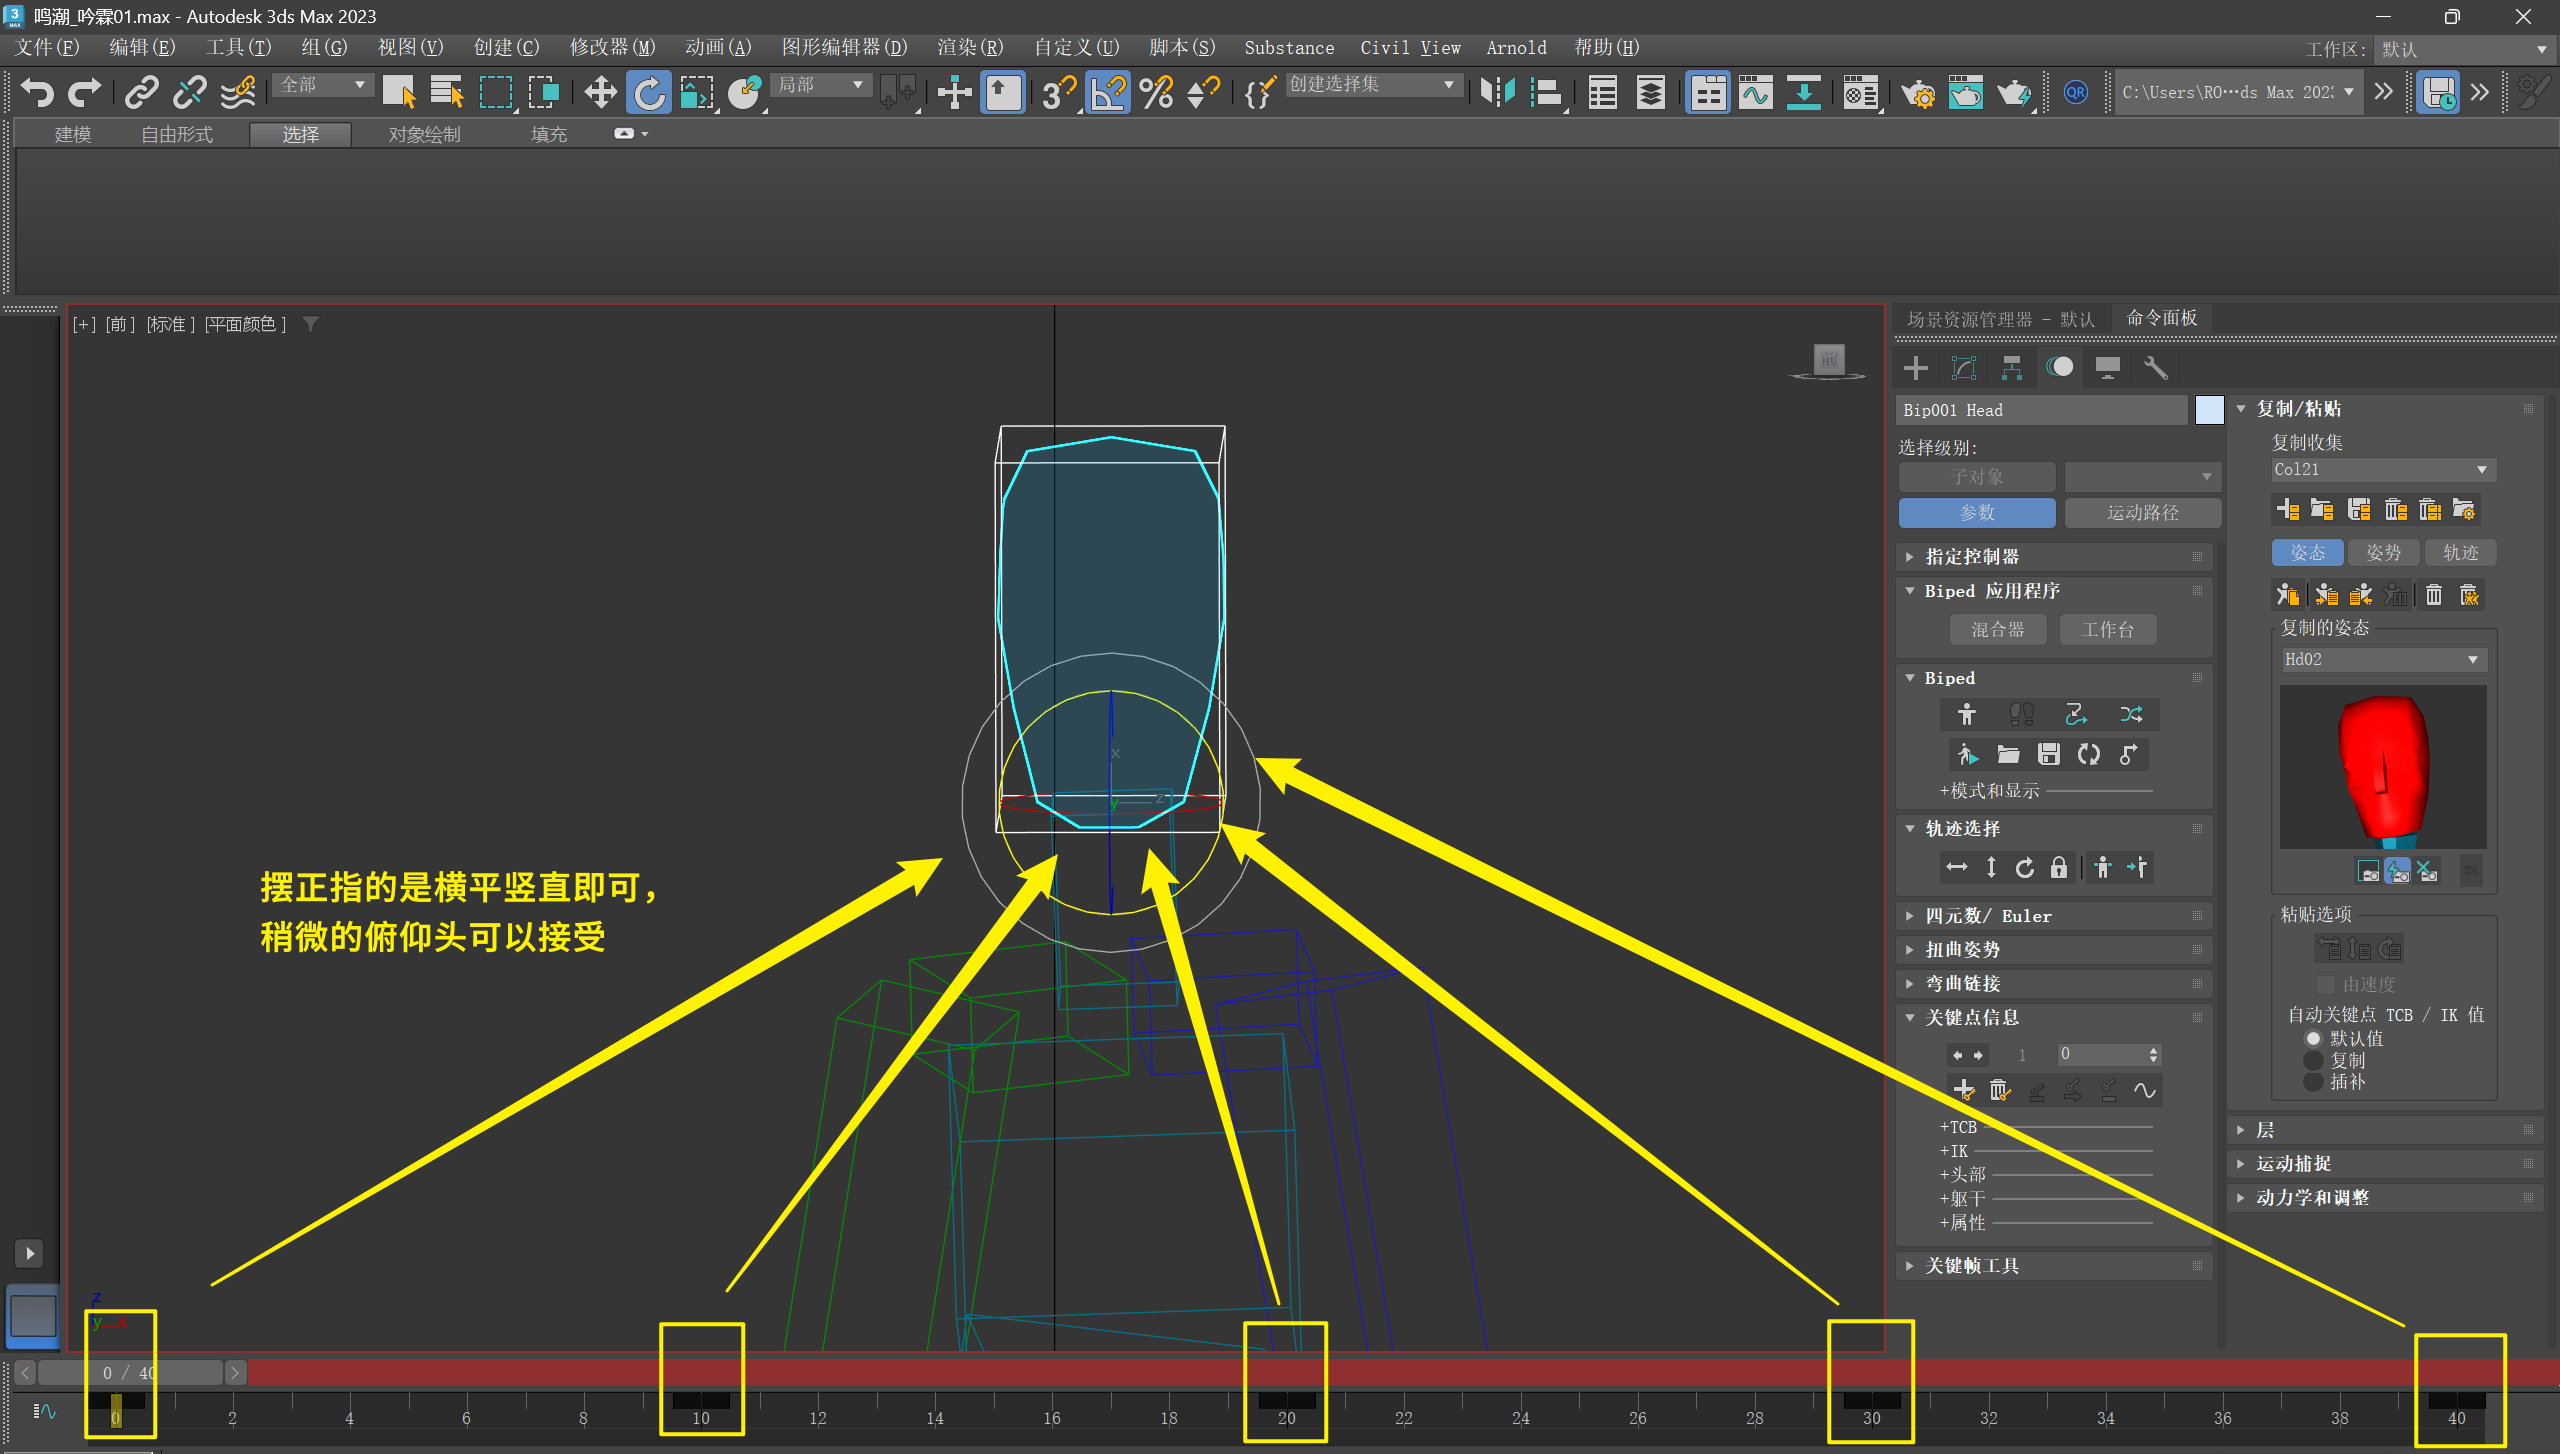 鸣潮_吟霖01.max - Autodesk 3ds Max 2023
文件(F) 编辑(E) 工具(T) 组(G) 视图(V) 创建(C) 修改器(M) 动画(A) 图形编辑器(D) 渲染(R) 自定义(U) 脚本(S) Substance Civil View Arnold 帮助(H)
工作区: 默认
全部
局部
创建选择集
C:\Users\RO…ds Max 202
建模 自由形式 选择 对象绘制 填充
[+] [前] [标准] [平面颜色]
前
摆正指的是横平竖直即可，
稍微的俯仰头可以接受
场景资源管理器 - 默认 命令面板
Bip001 Head
选择级别:
子对象
参数 运动路径
指定控制器
Biped 应用程序
混合器 工作台
Biped
+模式和显示
轨迹选择
四元数/ Euler
扭曲姿势
弯曲链接
关键点信息
1 0
+TCB
+IK
+头部
+躯干
+属性
关键帧工具
复制/粘贴
复制收集
Col21
姿态 姿势 轨迹
复制的姿态
Hd02
粘贴选项
由速度
自动关键点 TCB / IK 值
默认值
复制
插补
层
运动捕捉
动力学和调整
x
y
z
z
y
x
0 / 40
0 2 4 6 8 10 12 14 16 18 20 22 24 26 28 30 32 34 36 38 40